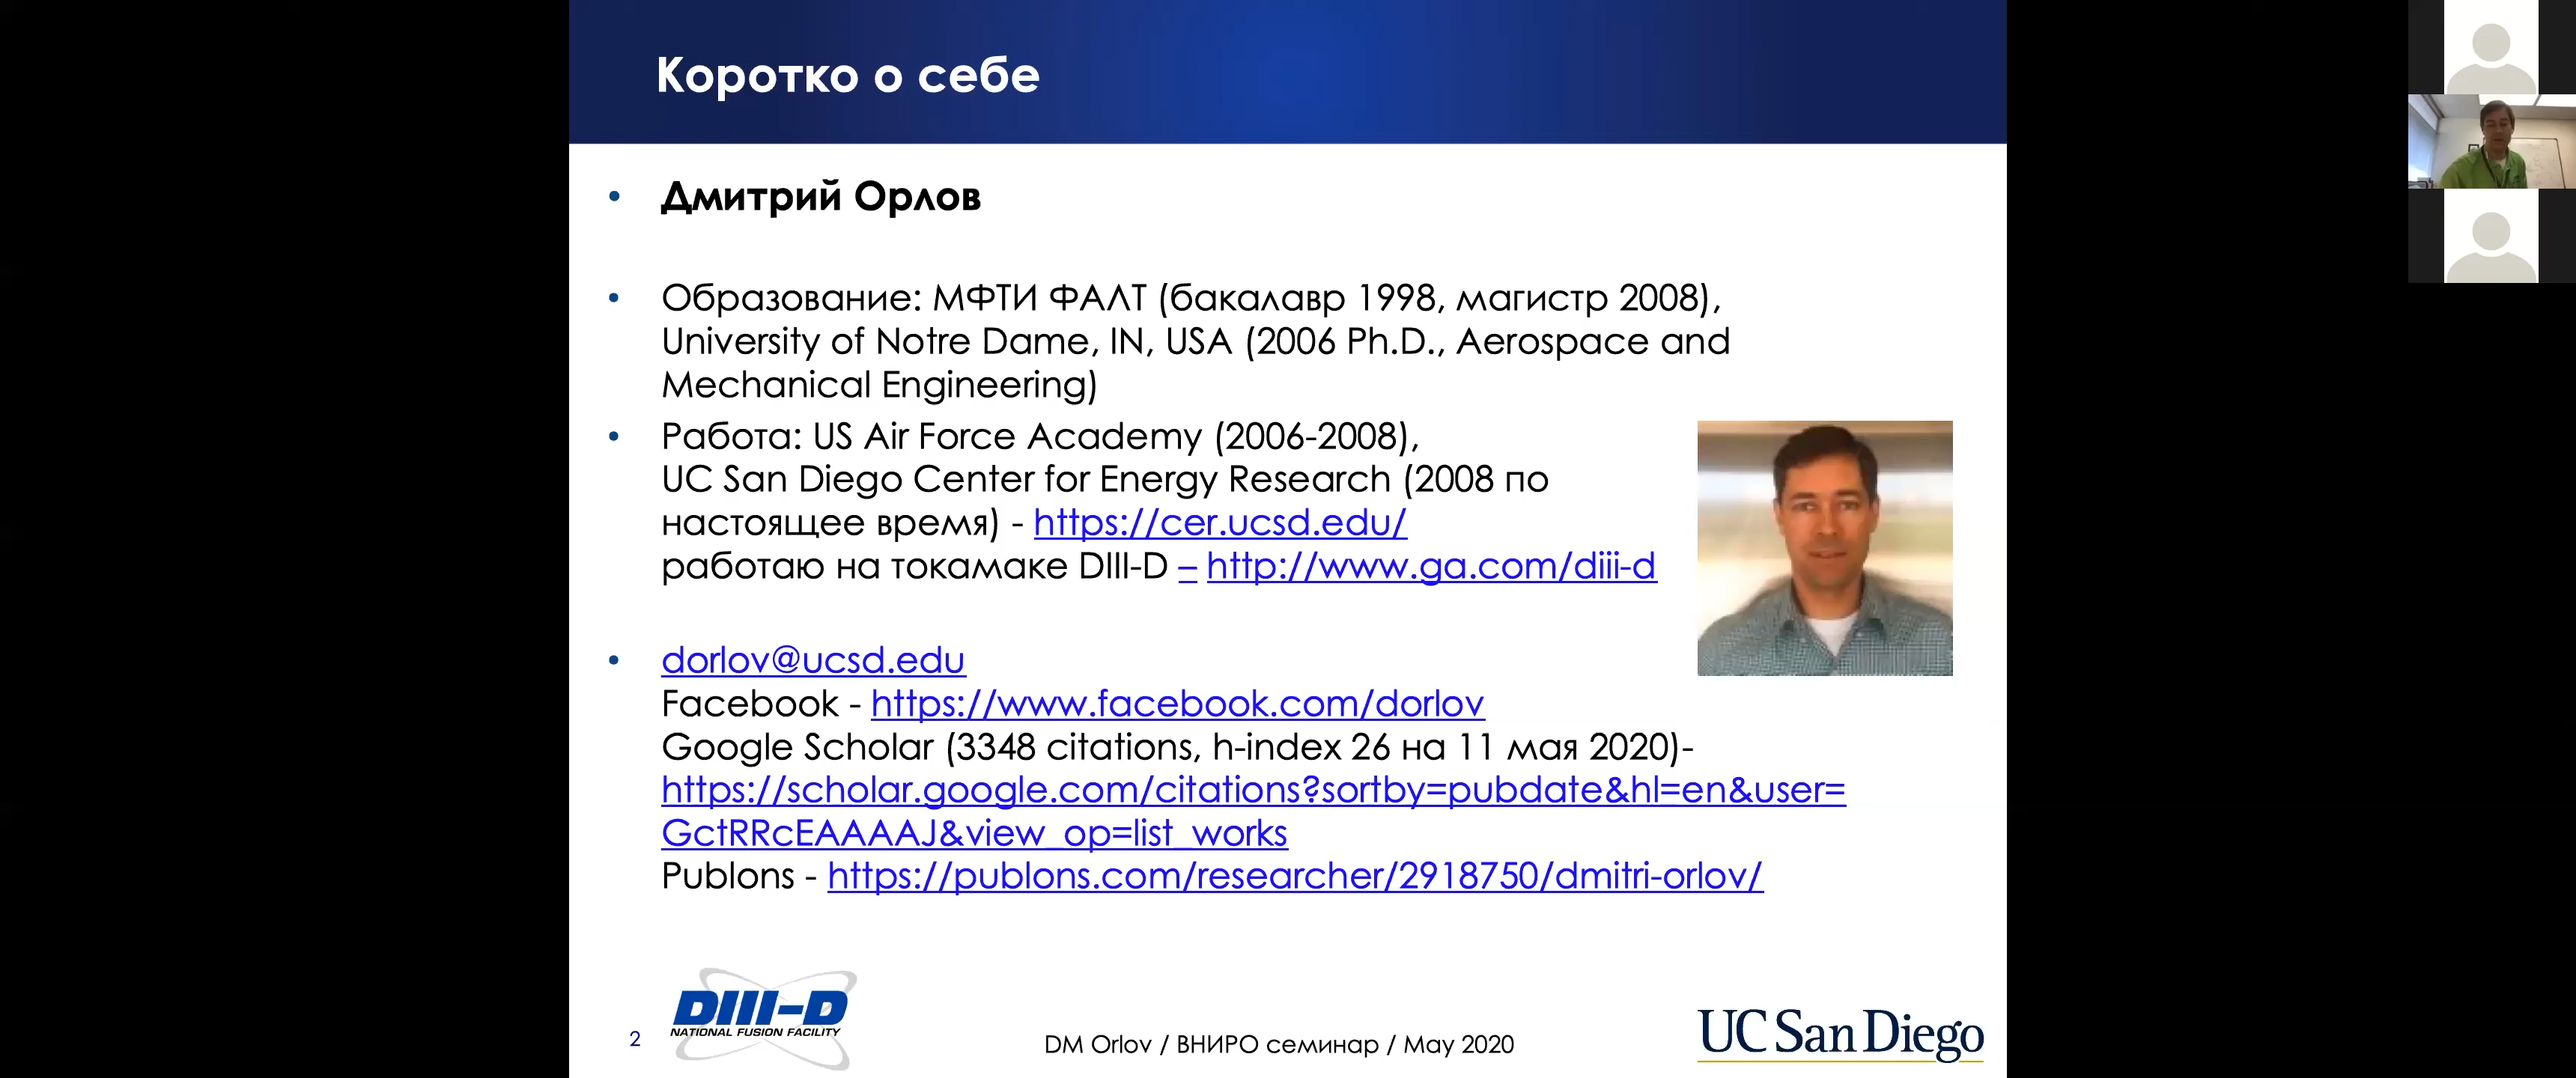 Коротко о себе
Дмитрий Орлов
Образование: МФТИ ФАЛТ (бакалавр 1998, магистр 2008),
University of Notre Dame, IN, USA (2006 Ph.D., Aerospace and
Mechanical Engineering)
Работа: US Air Force Academy (2006-2008),
UC San Diego Center for Energy Research (2008 по
настоящее время) - https://cer.ucsd.edu/
работаю на токамаке DIII-D – http://www.ga.com/diii-d
dorlov@ucsd.edu
Facebook - https://www.facebook.com/dorlov
Google Scholar (3348 citations, h-index 26 на 11 мая 2020)-
https://scholar.google.com/citations?sortby=pubdate&hl=en&user=
GctRRcEAAAAJ&view_op=list_works
Publons - https://publons.com/researcher/2918750/dmitri-orlov/
2
DIII-D
NATIONAL FUSION FACILITY
DM Orlov / ВНИРО семинар / May 2020
UC San Diego